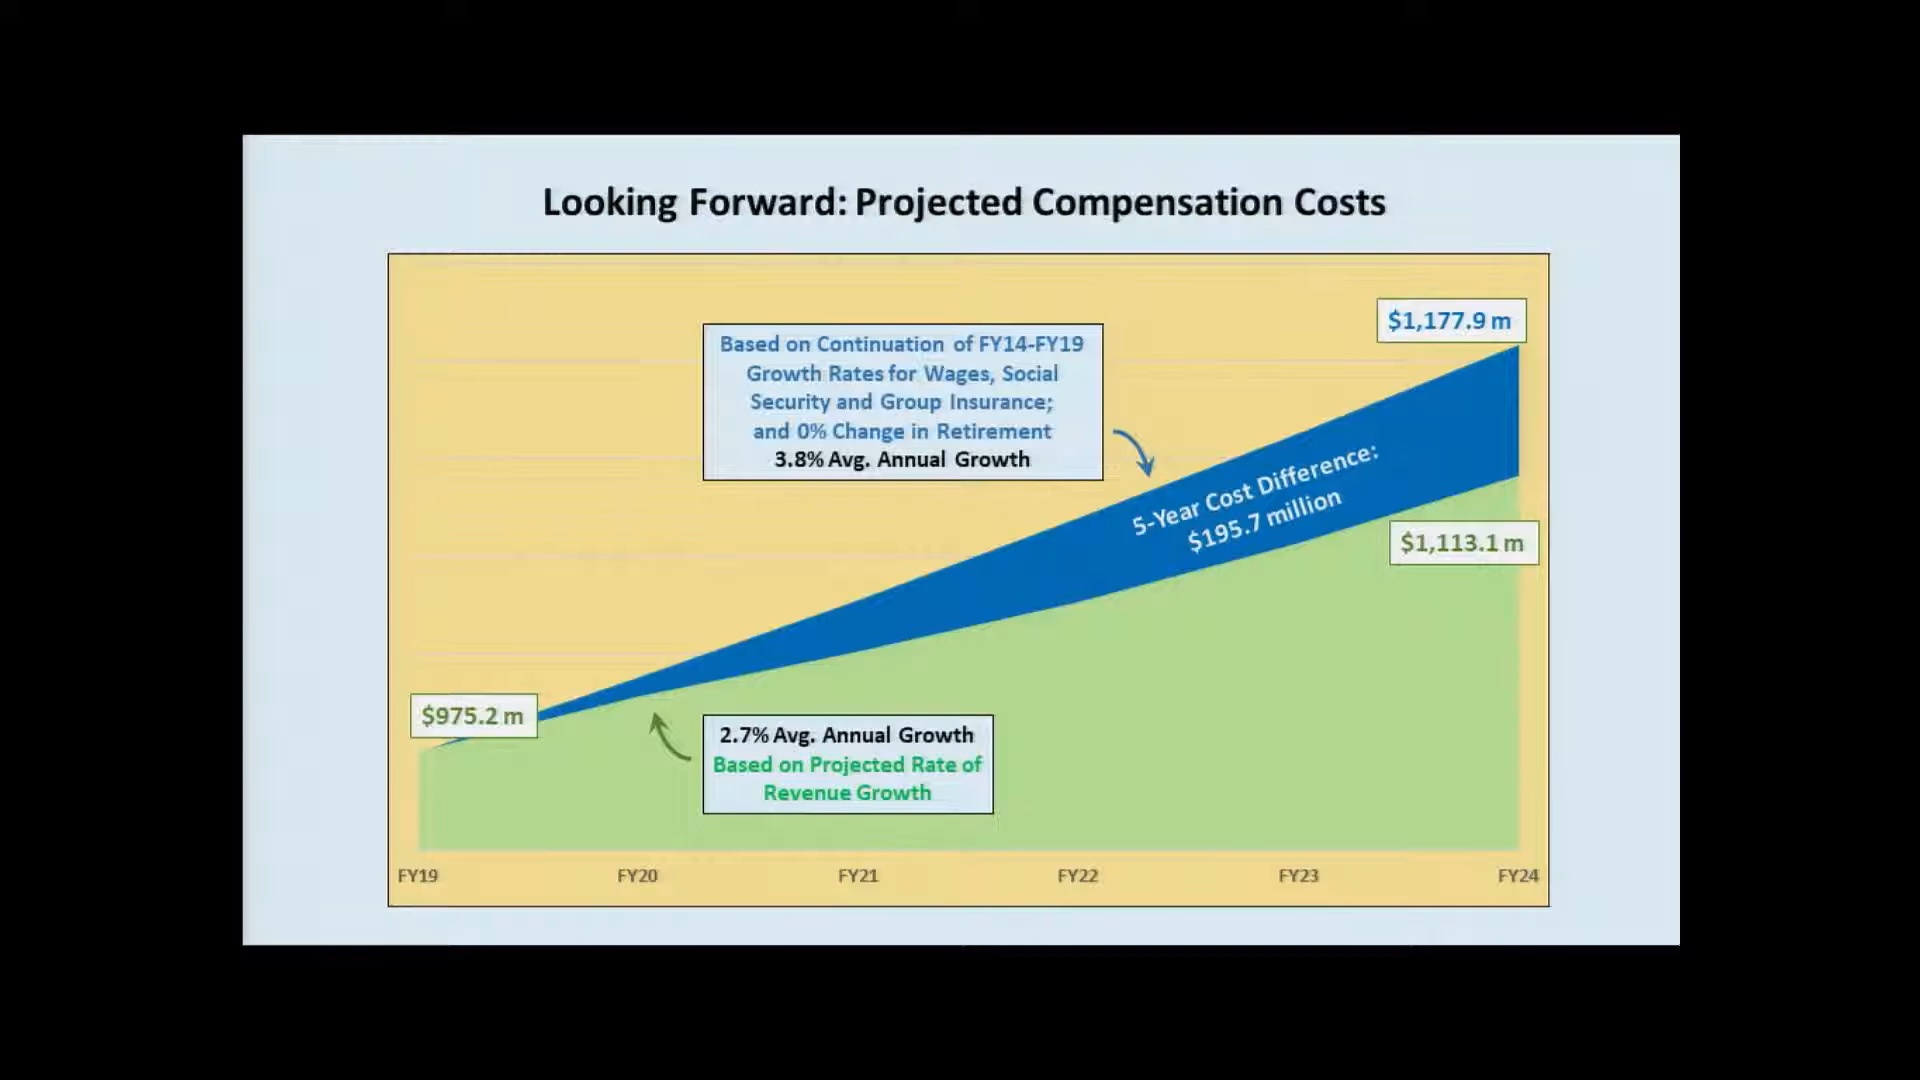 Looking Forward: Projected Compensation Costs
$1,177.9 m
Based on Continuation of FY14-FY19
Growth Rates for Wages, Social
Security and Group Insurance;
and 0% Change in Retirement
3.8% Avg. Annual Growth
5-Year Cost Difference:
$195.7 million
$1,113.1 m
$975.2 m
2.7% Avg. Annual Growth
Based on Projected Rate of
Revenue Growth
FY19 FY20 FY21 FY22 FY23 FY24